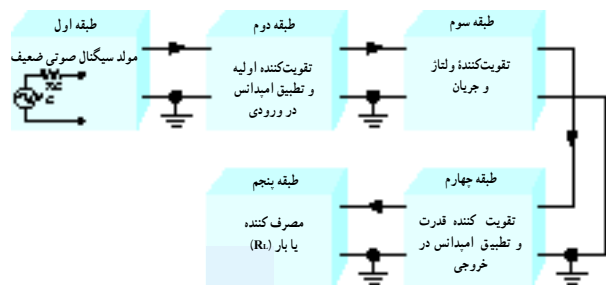 طبقه اول
مولد سیگنال صوتی ضعیف
طبقه دوم
تقویت‌کننده اولیه
و تطبیق امپدانس
در ورودی
طبقه سوم
تقویت‌کنندهٔ ولتاژ
و جریان
طبقه چهارم
تقویت کننده قدرت
و تطبیق امپدانس در
خروجی
طبقه پنجم
مصرف کننده
یا بار (RL)